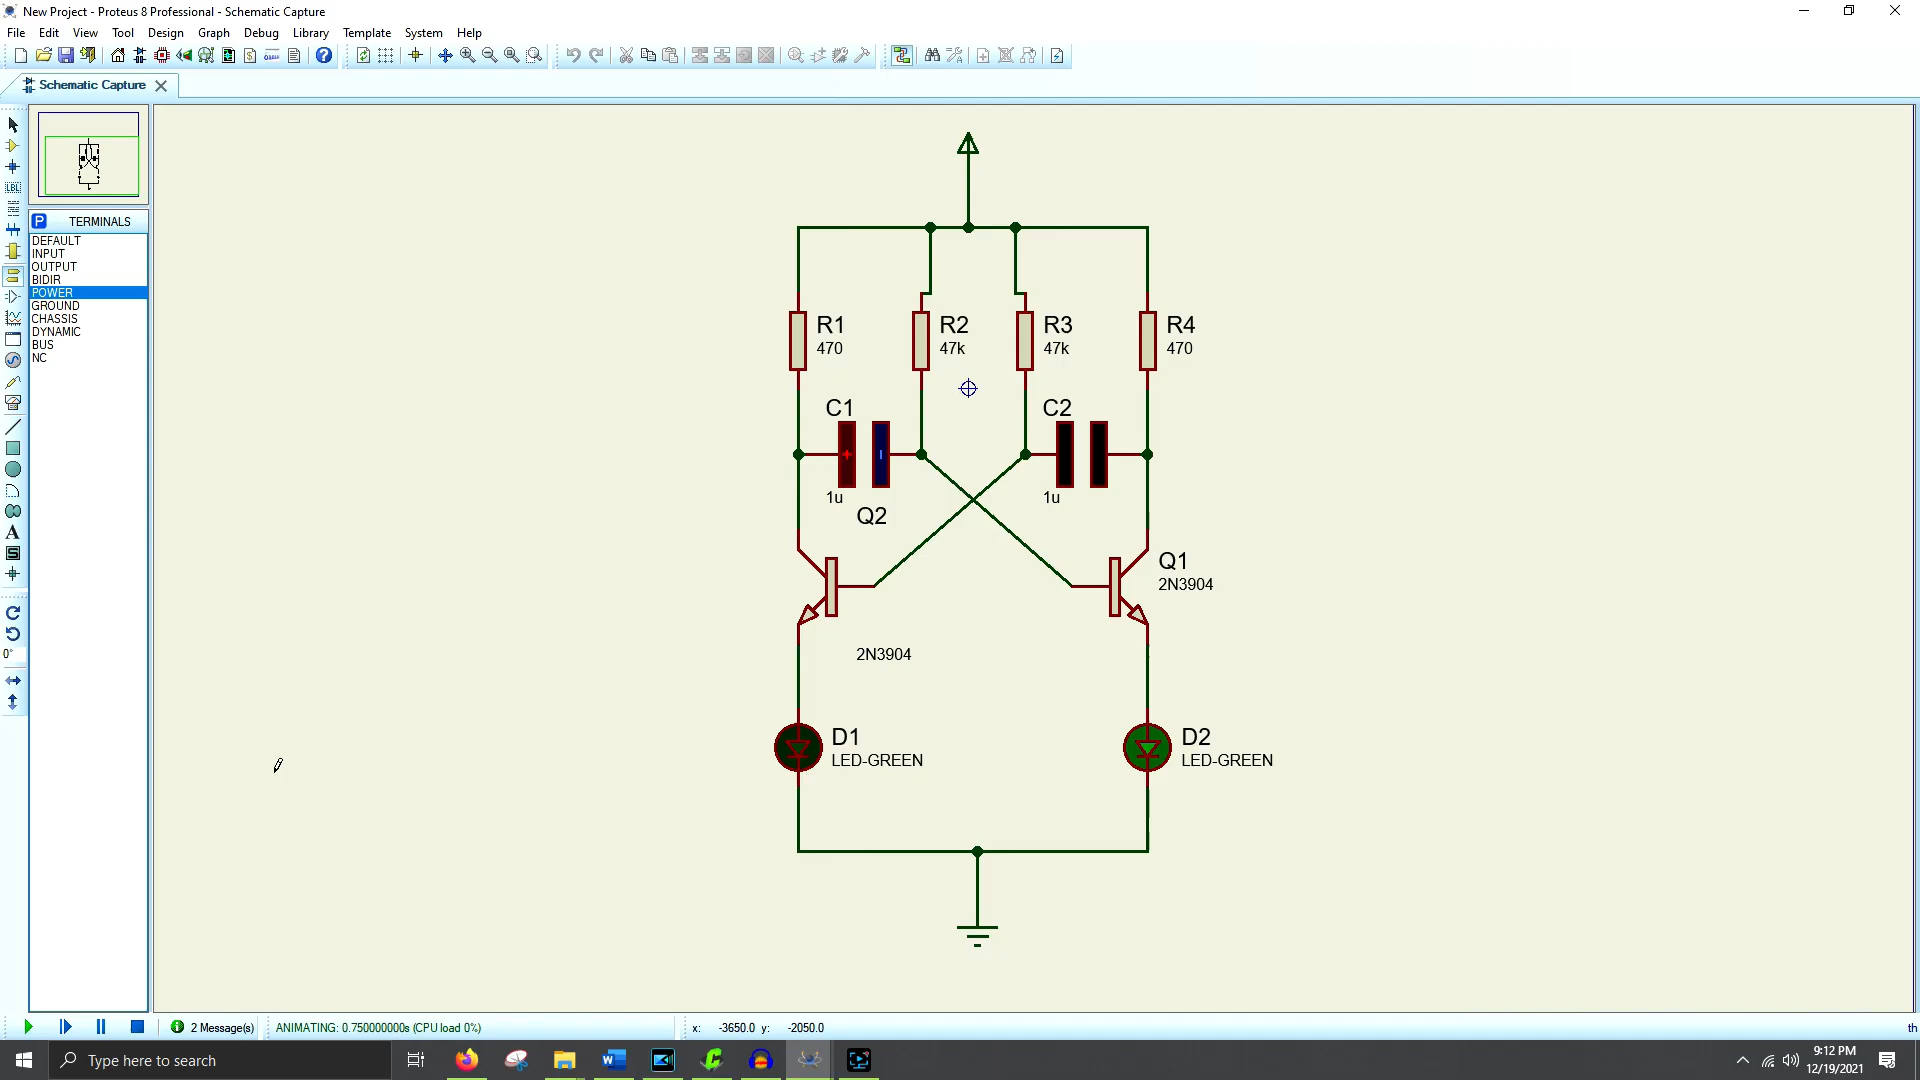 New Project - Proteus 8 Professional - Schematic Capture
File Edit View Tool Design Graph Debug Library Template System Help
Schematic Capture
P TERMINALS
DEFAULT
INPUT
OUTPUT
BIDIR
POWER
GROUND
CHASSIS
DYNAMIC
BUS
NC
LBL
A
S
0°
R1
470
R2
47k
R3
47k
R4
470
C1
1u
C2
1u
Q2
2N3904
Q1
2N3904
D1
LED-GREEN
D2
LED-GREEN
2 Message(s) ANIMATING: 0.750000000s (CPU load 0%) x: -3650.0 y: -2050.0 th
Type here to search
9:12 PM
12/19/2021